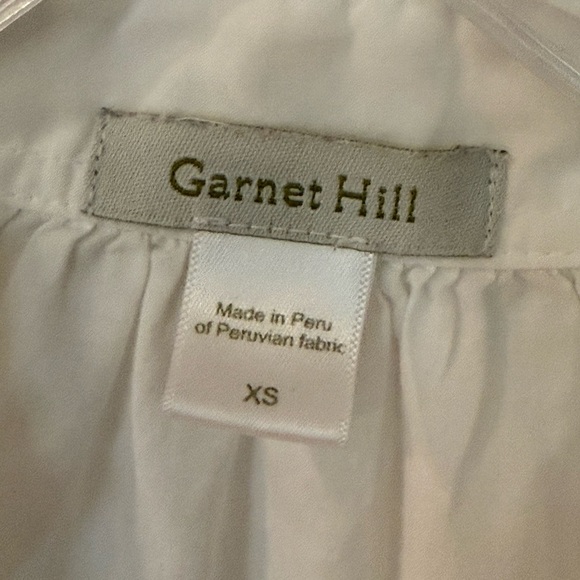 Garnet Hill
Made in Peru
of Peruvian fabric
XS